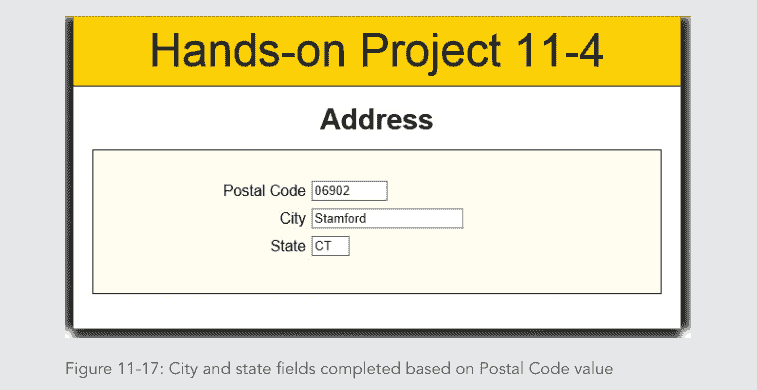 Hands-on Project 11-4
Address
Postal Code 06902
City Stamford
State CT
Figure 11-17: City and state fields completed based on Postal Code value